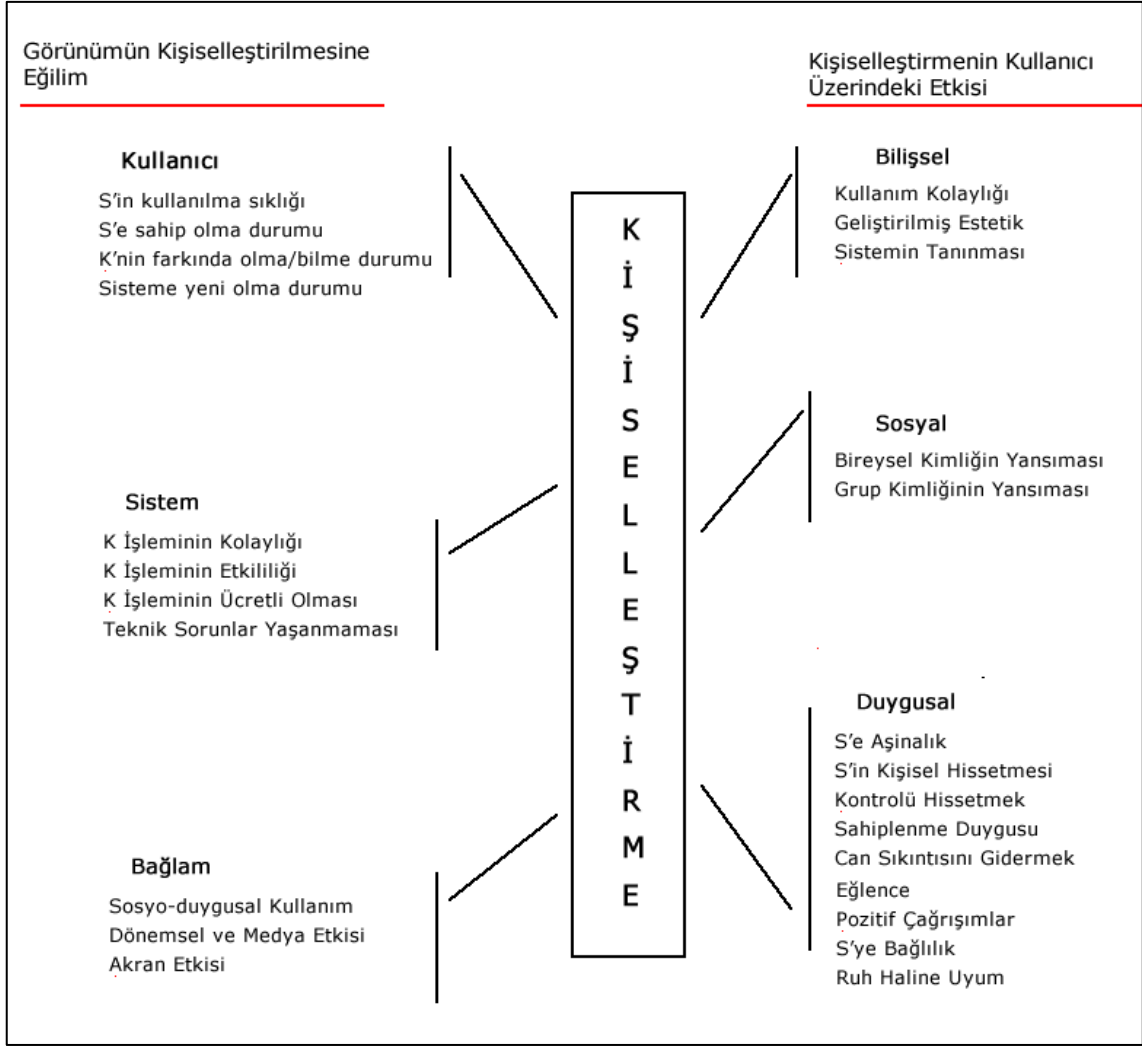 Görünümün Kişiselleştirilmesine
Eğilim
Kullanıcı
S’in kullanılma sıklığı
S’e sahip olma durumu
K’nin farkında olma/bilme durumu
Sisteme yeni olma durumu
Sistem
K İşleminin Kolaylığı
K İşleminin Etkililiği
K İşleminin Ücretli Olması
Teknik Sorunlar Yaşanmaması
Bağlam
Sosyo-duygusal Kullanım
Dönemsel ve Medya Etkisi
Akran Etkisi
K
İ
Ş
İ
S
E
L
L
E
Ş
T
İ
R
M
E
Kişiselleştirmenin Kullanıcı
Üzerindeki Etkisi
Bilişsel
Kullanım Kolaylığı
Geliştirilmiş Estetik
Sistemin Tanınması
Sosyal
Bireysel Kimliğin Yansıması
Grup Kimliğinin Yansıması
Duygusal
S’e Aşinalık
S’in Kişisel Hissetmesi
Kontrolü Hissetmek
Sahiplenme Duygusu
Can Sıkıntısını Gidermek
Eğlence
Pozitif Çağrışımlar
S’ye Bağlılık
Ruh Haline Uyum